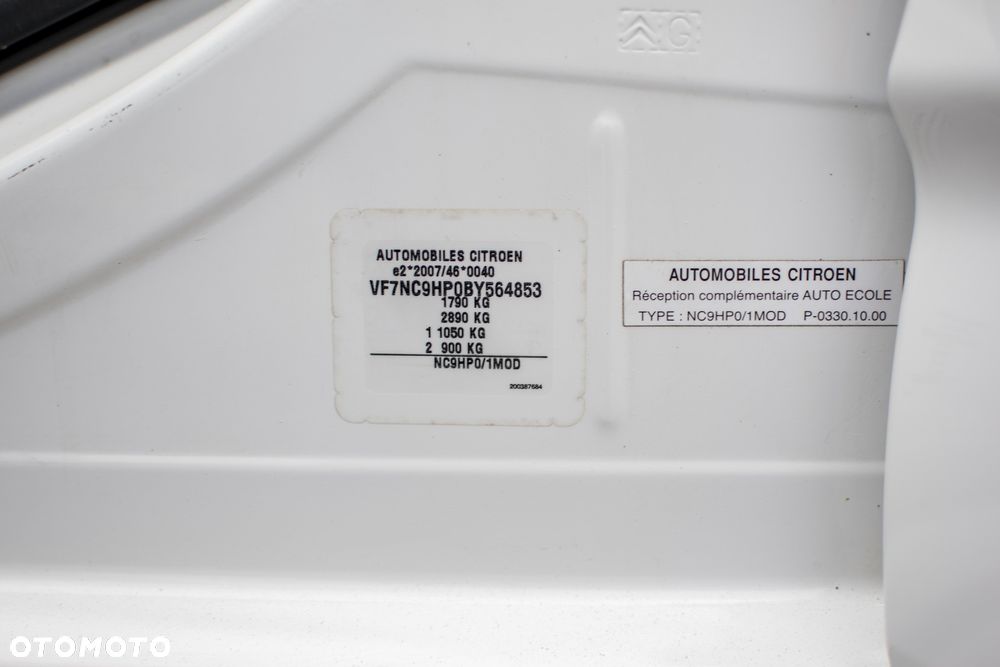 G
AUTOMOBILES CITROEN
e2*2007/46*0040
VF7NC9HP0BY564853
1790 KG
2890 KG
1 1050 KG
2 900 KG
NC9HP0/1MOD
200387684
AUTOMOBILES CITROEN
Réception complémentaire AUTO ECOLE
TYPE : NC9HP0/1MOD P-0330.10.00
OTOMOTO